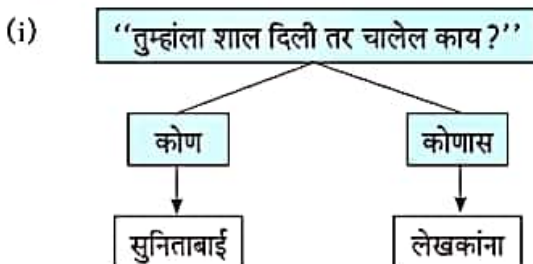 (i) ‘‘तुम्हांला शाल दिली तर चालेल काय?’’
कोण कोणास
सुनिताबाई लेखकांना